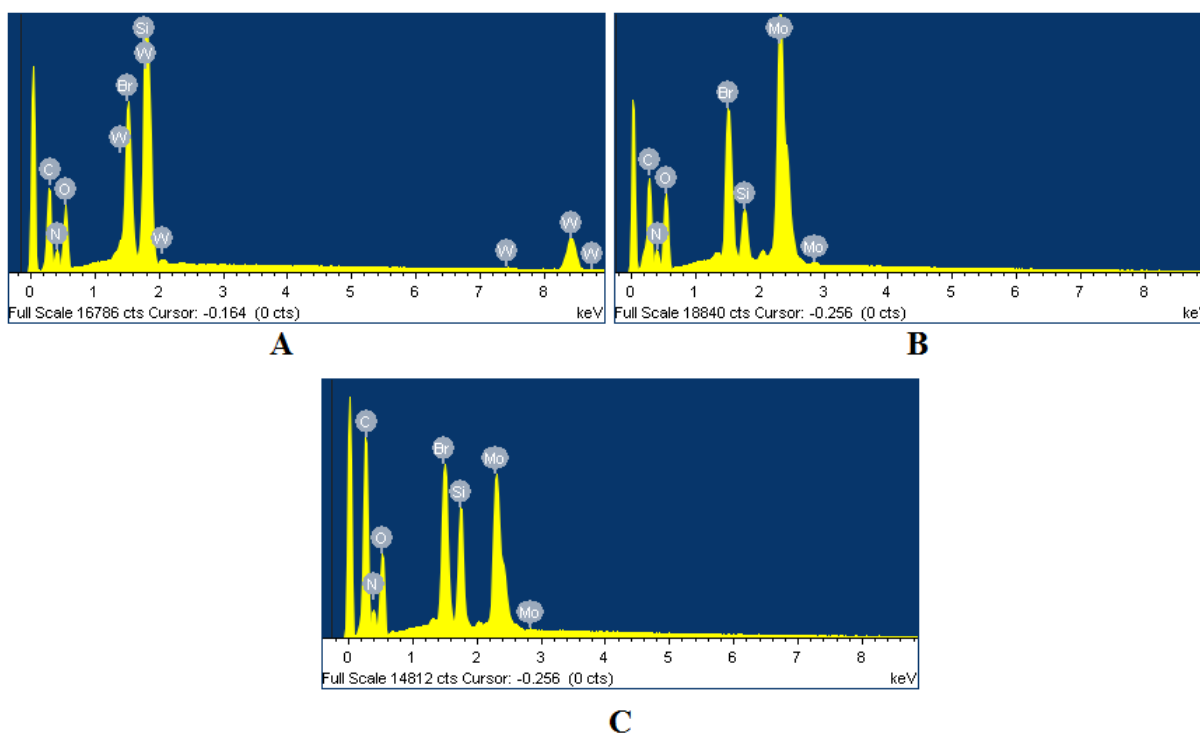 Si
W
Br
W
C
O
N
W
W
W
W
0 1 2 3 4 5 6 7 8
Full Scale 16786 cts Cursor: -0.164 (0 cts) keV
A
Mo
Br
C
O
Si
N
Mo
0 1 2 3 4 5 6 7 8
Full Scale 18840 cts Cursor: -0.256 (0 cts) keV
B
C
Br
Mo
Si
O
N
Mo
0 1 2 3 4 5 6 7 8
Full Scale 14812 cts Cursor: -0.256 (0 cts) keV
C